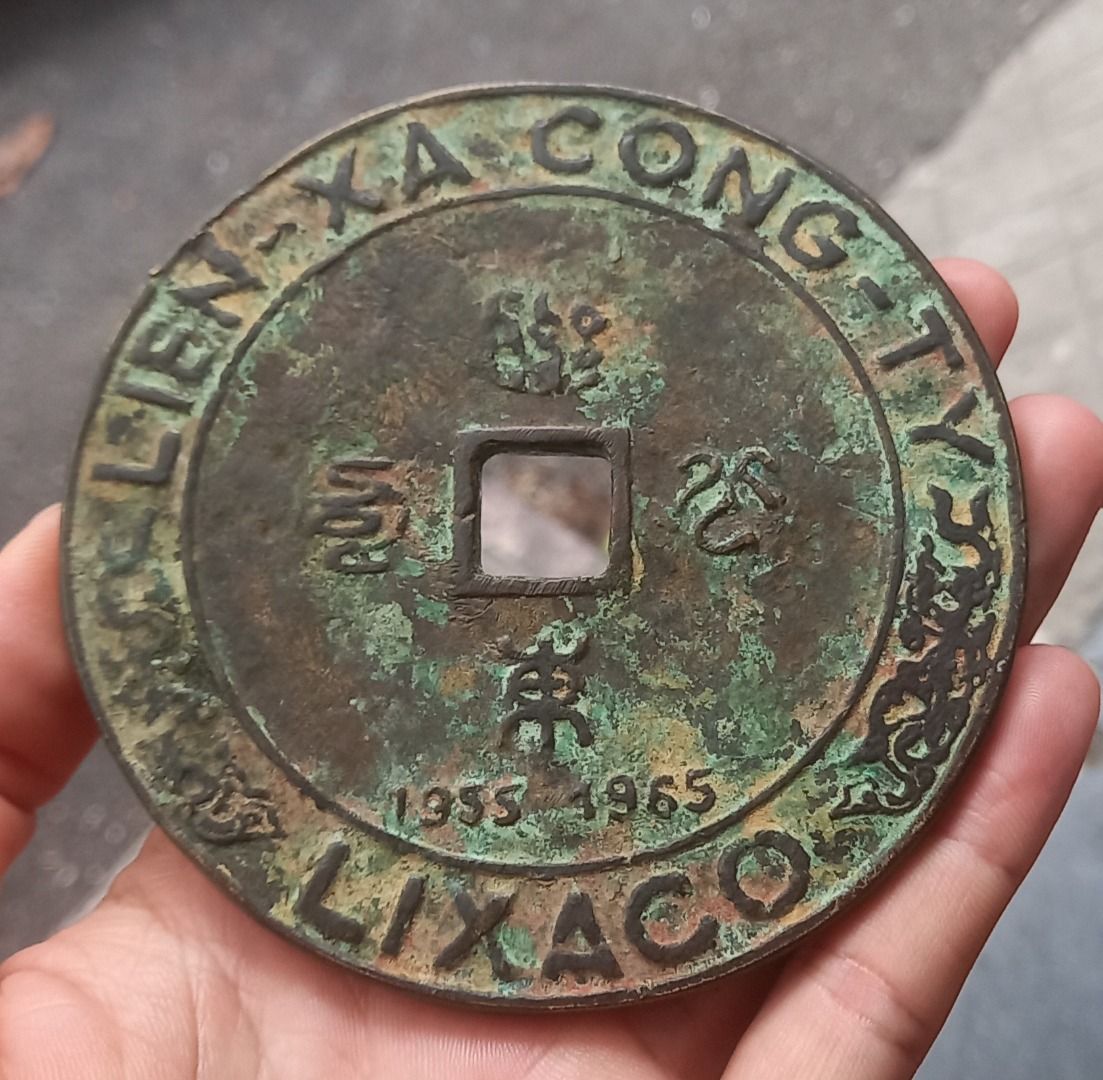 LIEN-XA CONG-TY
1955 1965
LIXACO